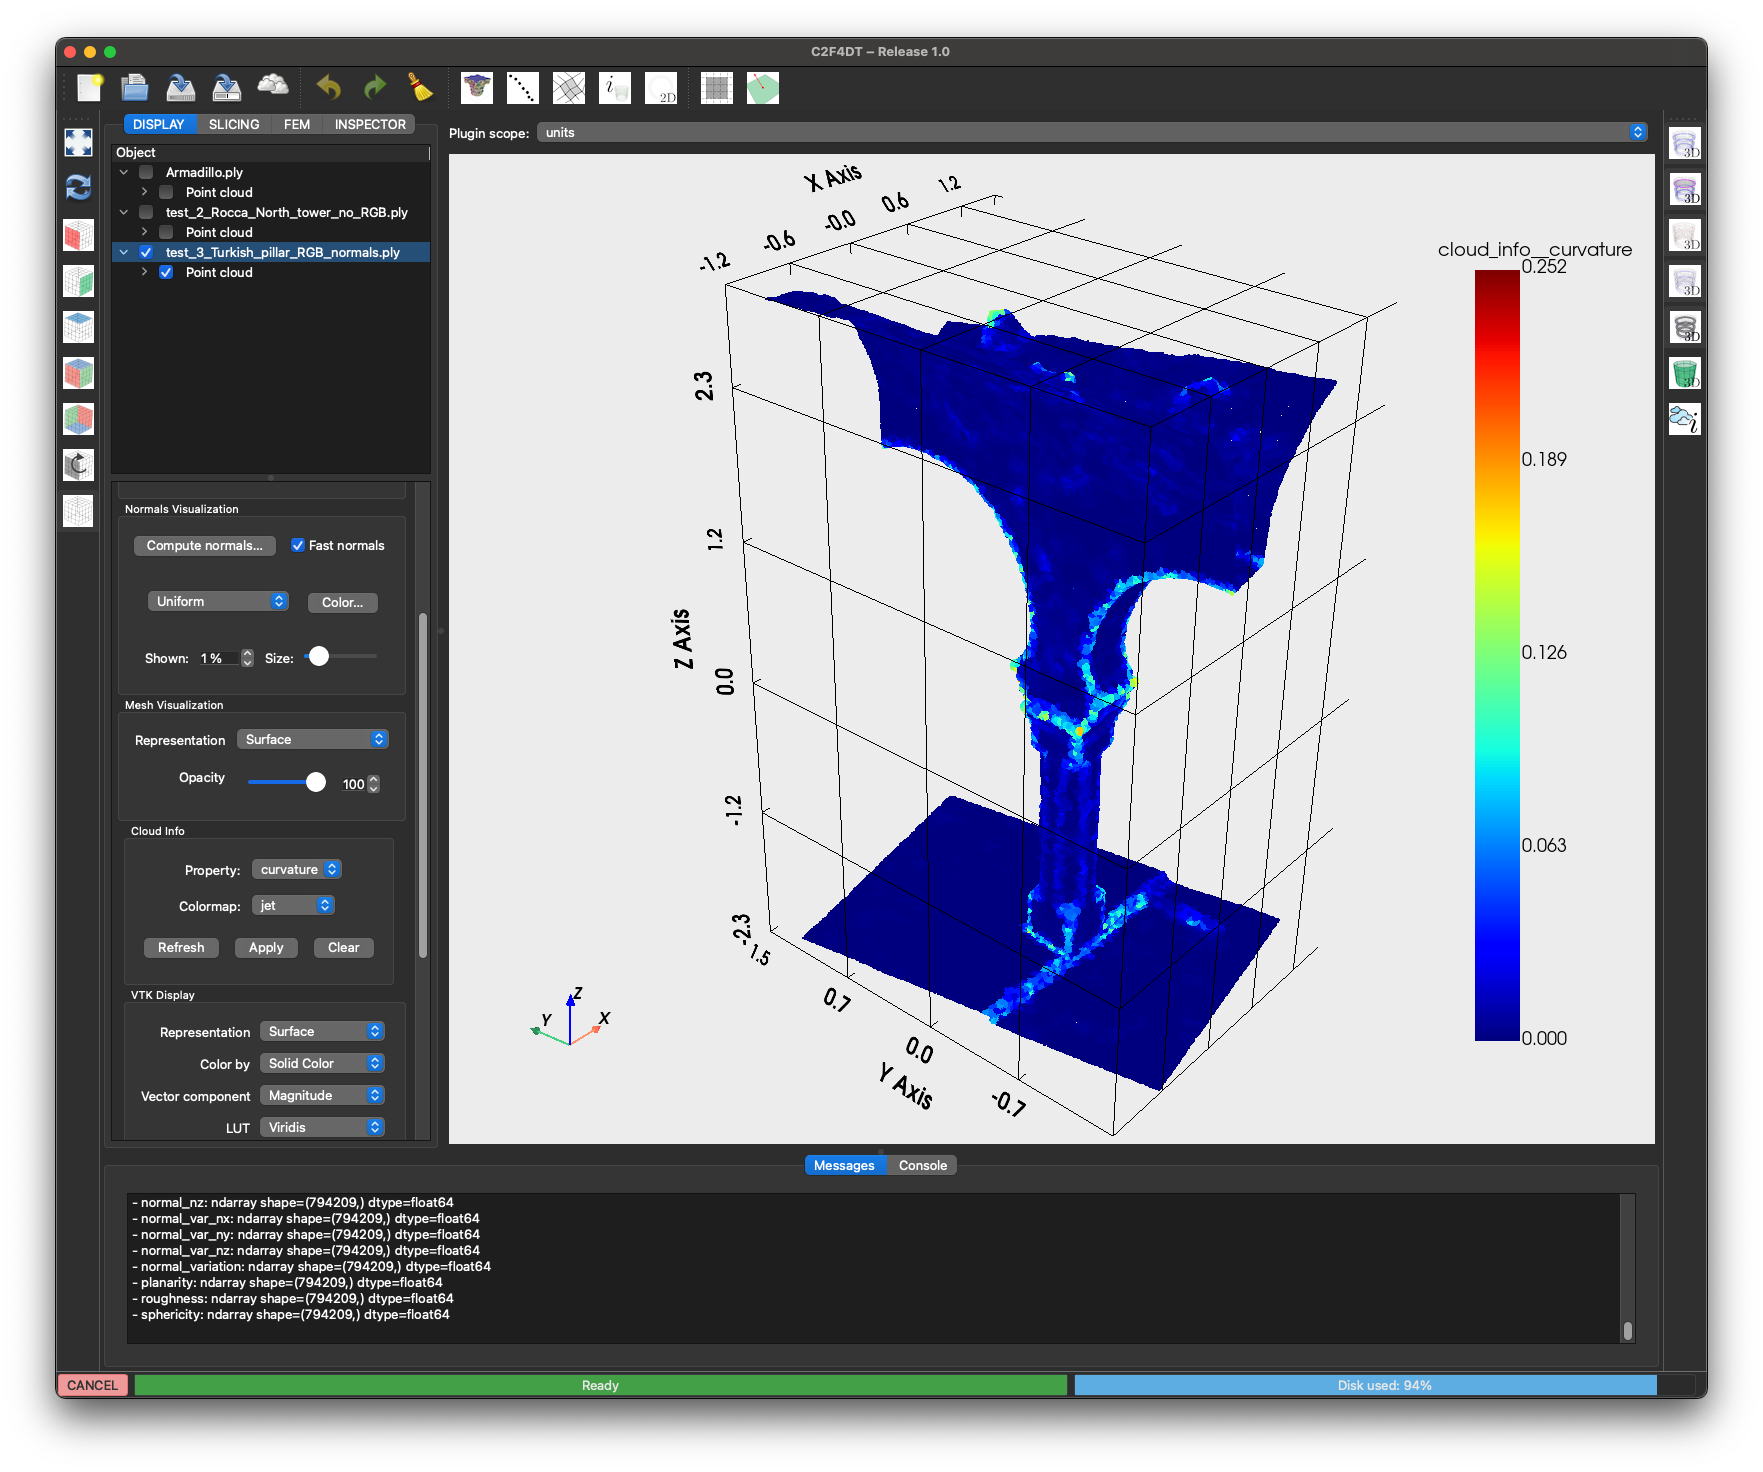 C2F4DT – Release 1.0
i
2D
DISPLAY SLICING FEM INSPECTOR
Plugin scope: units
Object
Armadillo.ply
Point cloud
test_2_Rocca_North_tower_no_RGB.ply
Point cloud
test_3_Turkish_pillar_RGB_normals.ply
Point cloud
Normals Visualization
Compute normals... Fast normals
Uniform Color...
Shown: 1 % Size:
Mesh Visualization
Representation Surface
Opacity 100
Cloud Info
Property: curvature
Colormap: jet
Refresh Apply Clear
VTK Display
Representation Surface
Color by Solid Color
Vector component Magnitude
LUT Viridis
X Axis
-1.2 -0.6 -0.0 0.6 1.2
Z Axis
2.3
1.2
0.0
-1.2
-2.3
-1.5
0.7
0.0
-0.7
Y Axis
Z
Y
X
cloud_info__curvature
0.252
0.189
0.126
0.063
0.000
3D
3D
3D
3D
3D
3D
i
Messages Console
- normal_nz: ndarray shape=(794209,) dtype=float64
- normal_var_nx: ndarray shape=(794209,) dtype=float64
- normal_var_ny: ndarray shape=(794209,) dtype=float64
- normal_var_nz: ndarray shape=(794209,) dtype=float64
- normal_variation: ndarray shape=(794209,) dtype=float64
- planarity: ndarray shape=(794209,) dtype=float64
- roughness: ndarray shape=(794209,) dtype=float64
- sphericity: ndarray shape=(794209,) dtype=float64
CANCEL Ready Disk used: 94%